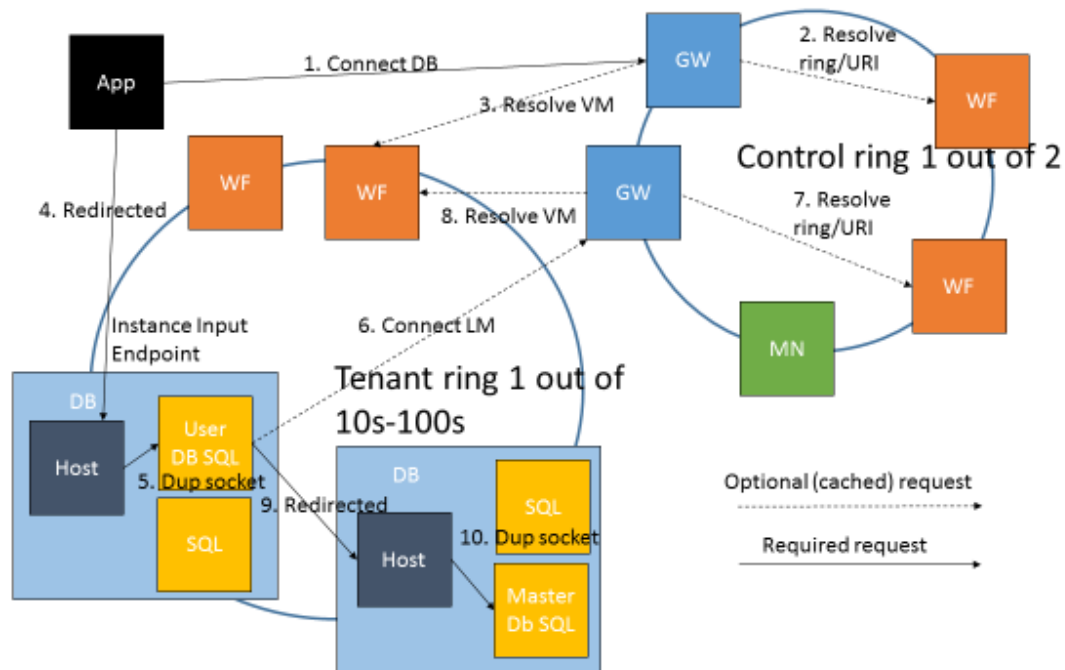 App
1. Connect DB
GW
2. Resolve
ring/URI
WF
3. Resolve VM
Control ring 1 out of 2
WF
WF
4. Redirected
8. Resolve VM
GW
7. Resolve
ring/URI
WF
6. Connect LM
Instance Input
Endpoint
MN
Tenant ring 1 out of
10s-100s
DB
User
DB SQL
Host
5. Dup socket
SQL
9. Redirected
DB
SQL
10. Dup socket
Host
Master
Db SQL
Optional (cached) request
Required request